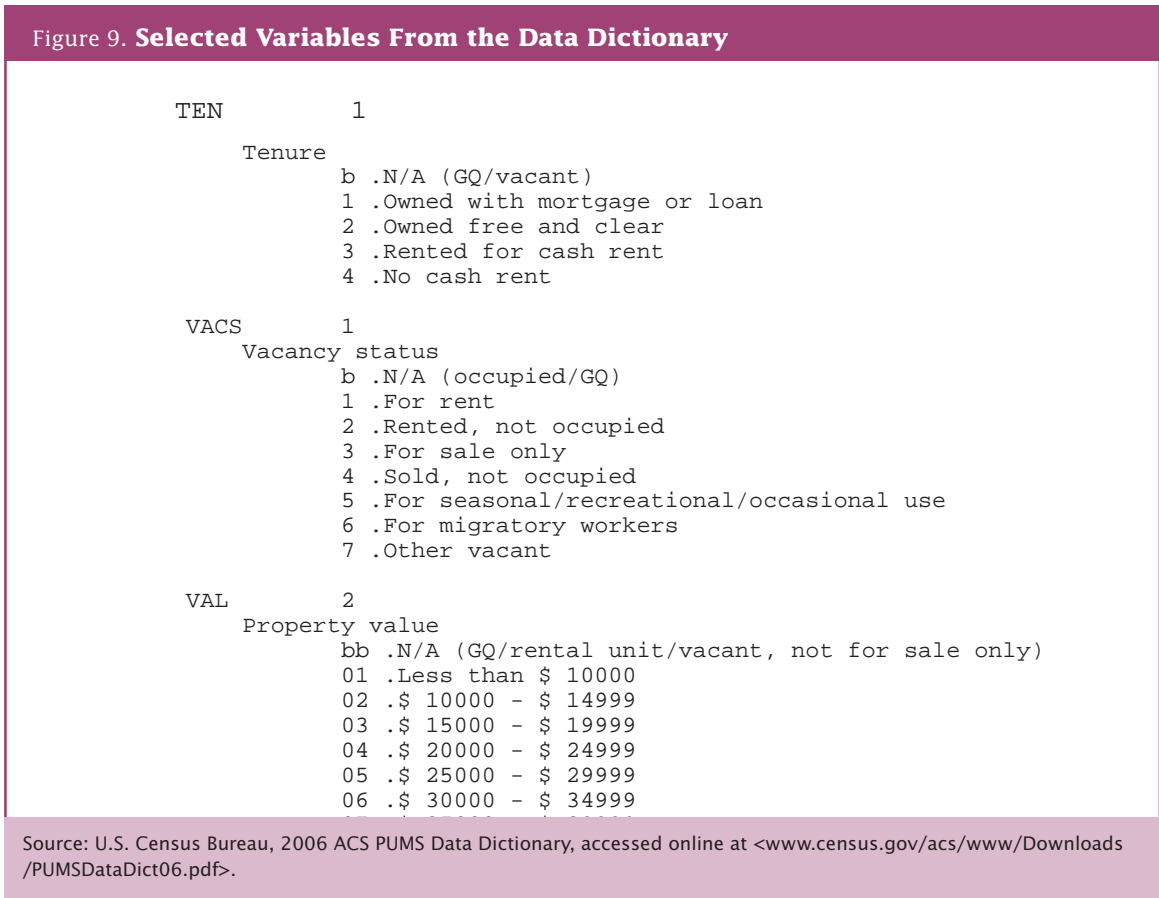 Figure 9. Selected Variables From the Data Dictionary
TEN 1
Tenure
b .N/A (GQ/vacant)
1 .Owned with mortgage or loan
2 .Owned free and clear
3 .Rented for cash rent
4 .No cash rent
VACS 1
Vacancy status
b .N/A (occupied/GQ)
1 .For rent
2 .Rented, not occupied
3 .For sale only
4 .Sold, not occupied
5 .For seasonal/recreational/occasional use
6 .For migratory workers
7 .Other vacant
VAL 2
Property value
bb .N/A (GQ/rental unit/vacant, not for sale only)
01 .Less than $ 10000
02 .$ 10000 - $ 14999
03 .$ 15000 - $ 19999
04 .$ 20000 - $ 24999
05 .$ 25000 - $ 29999
06 .$ 30000 - $ 34999
Source: U.S. Census Bureau, 2006 ACS PUMS Data Dictionary, accessed online at <www.census.gov/acs/www/Downloads
/PUMSDataDict06.pdf>.